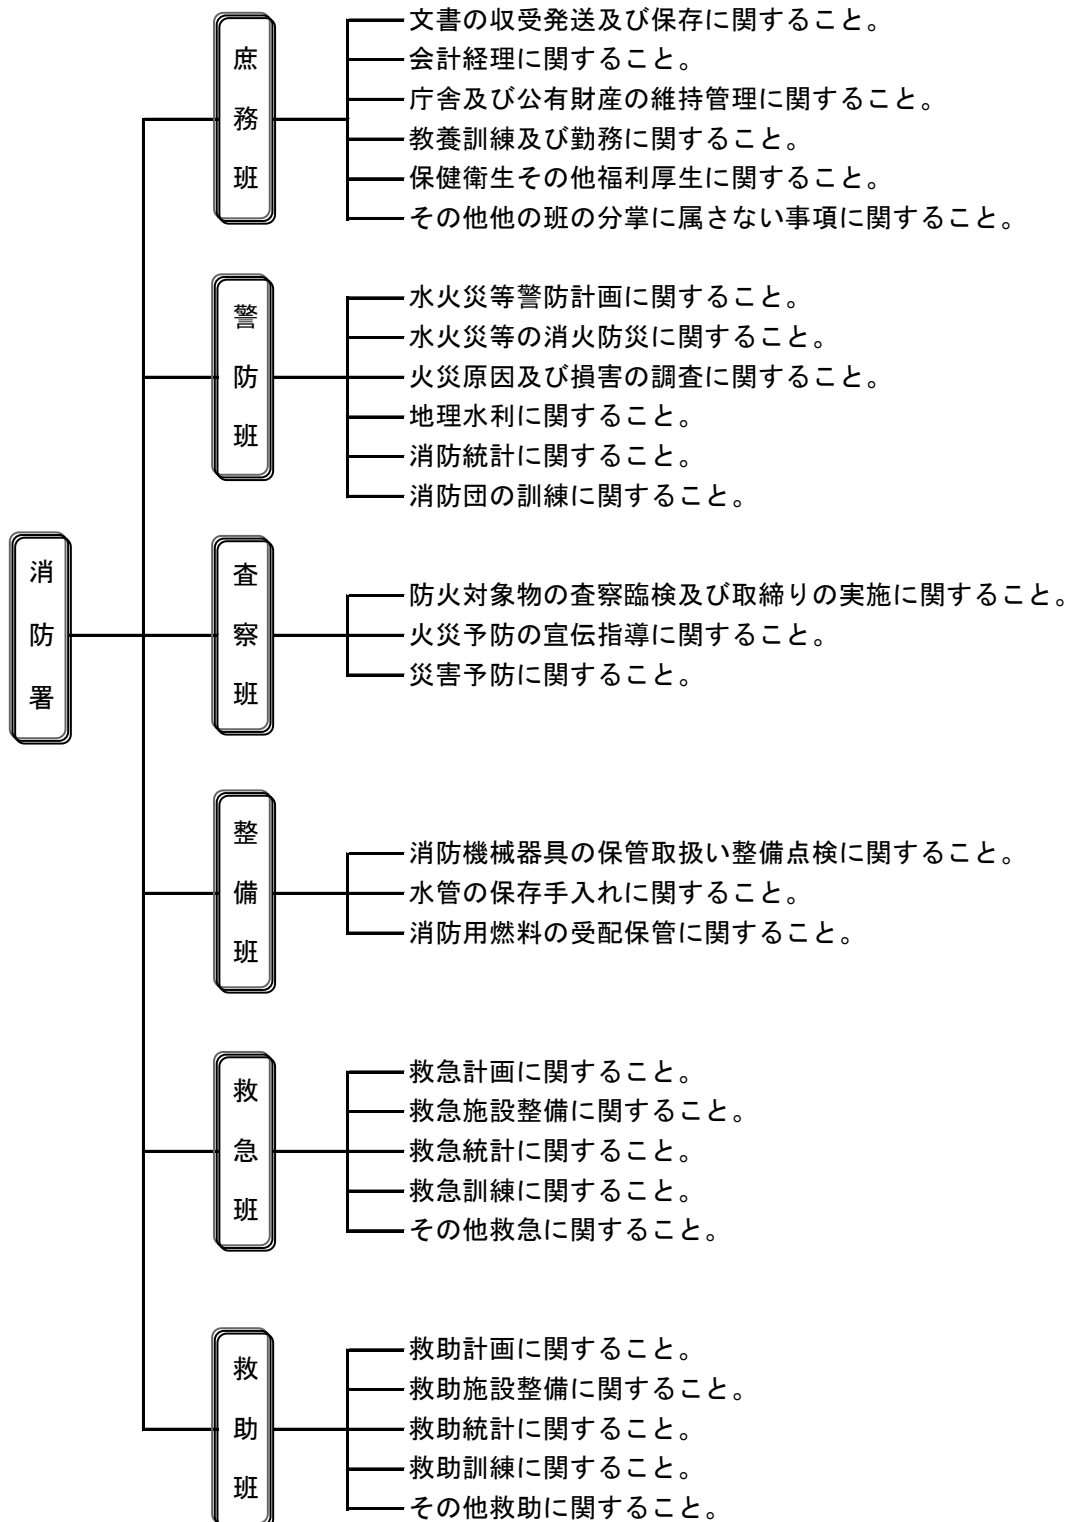 消防署
庶務班
文書の収受発送及び保存に関すること。
会計経理に関すること。
庁舎及び公有財産の維持管理に関すること。
教養訓練及び勤務に関すること。
保健衛生その他福利厚生に関すること。
その他他の班の分掌に属さない事項に関すること。
警防班
水火災等警防計画に関すること。
水火災等の消火防災に関すること。
火災原因及び損害の調査に関すること。
地理水利に関すること。
消防統計に関すること。
消防団の訓練に関すること。
査察班
防火対象物の査察臨検及び取締りの実施に関すること。
火災予防の宣伝指導に関すること。
災害予防に関すること。
整備班
消防機械器具の保管取扱い整備点検に関すること。
水管の保存手入れに関すること。
消防用燃料の受配保管に関すること。
救急班
救急計画に関すること。
救急施設整備に関すること。
救急統計に関すること。
救急訓練に関すること。
その他救急に関すること。
救助班
救助計画に関すること。
救助施設整備に関すること。
救助統計に関すること。
救助訓練に関すること。
その他救助に関すること。